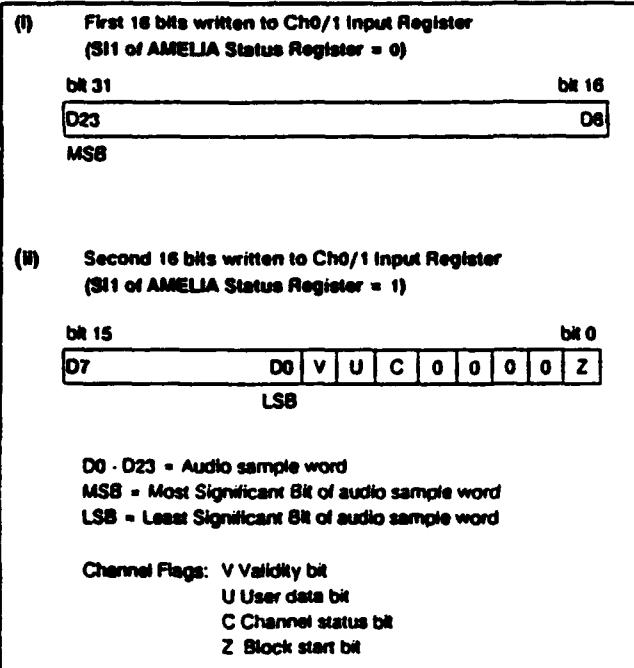 (i) First 16 bits written to Ch0/1 Input Register
(SI1 of AMELIA Status Register = 0)
bit 31 bit 16
D23 D8
MSB
(ii) Second 16 bits written to Ch0/1 Input Register
(SI1 of AMELIA Status Register = 1)
bit 15 bit 0
D7 D0 V U C 0 0 0 0 Z
LSB
D0 - D23 = Audio sample word
MSB = Most Significant Bit of audio sample word
LSB = Least Significant Bit of audio sample word
Channel Flags: V Validity bit
U User data bit
C Channel status bit
Z Block start bit